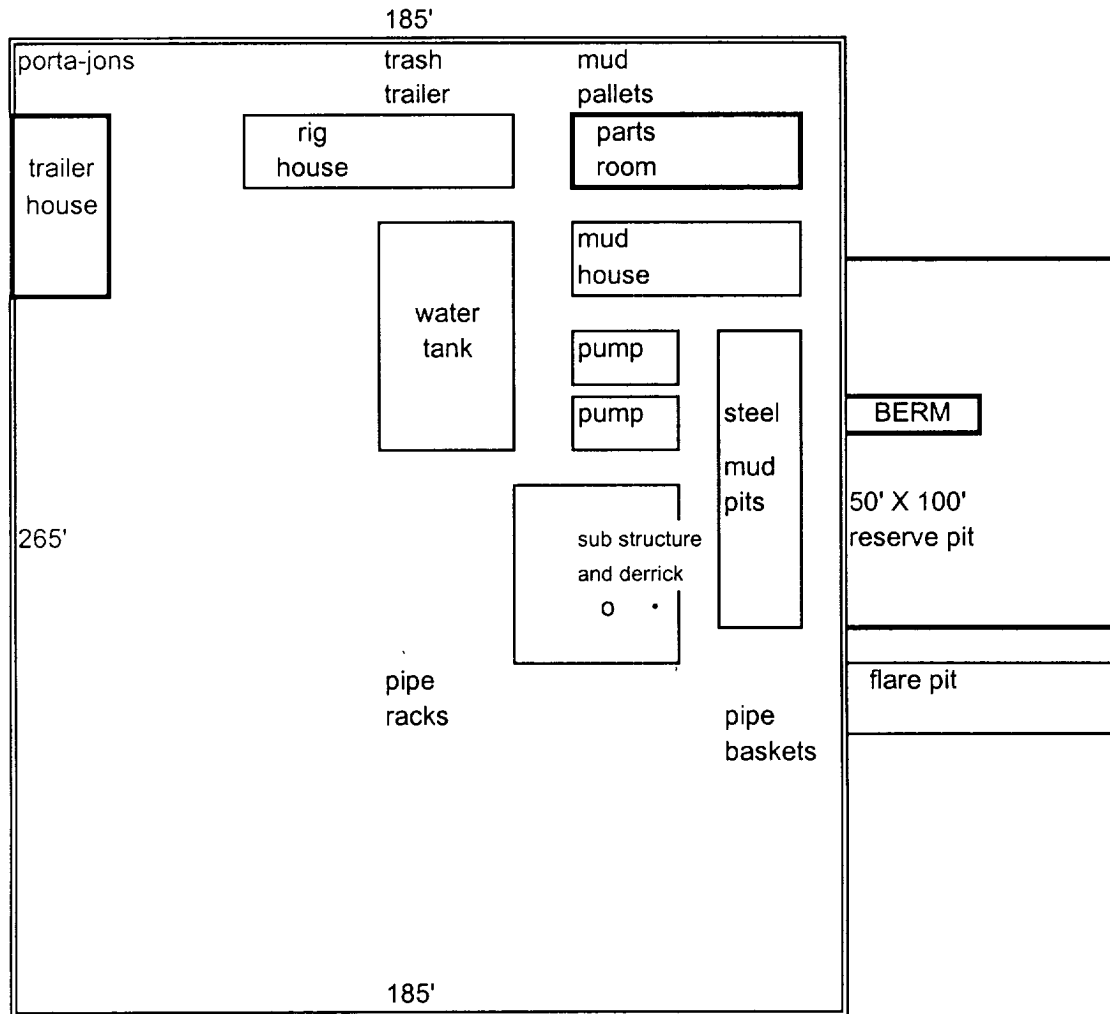 185'
porta-jons
trash
trailer
mud
pallets
trailer
house
rig
house
parts
room
mud
house
water
tank
pump
pump
steel
mud
pits
BERM
50' X 100'
reserve pit
265'
sub structure
and derrick
O
pipe
racks
flare pit
pipe
baskets
185'